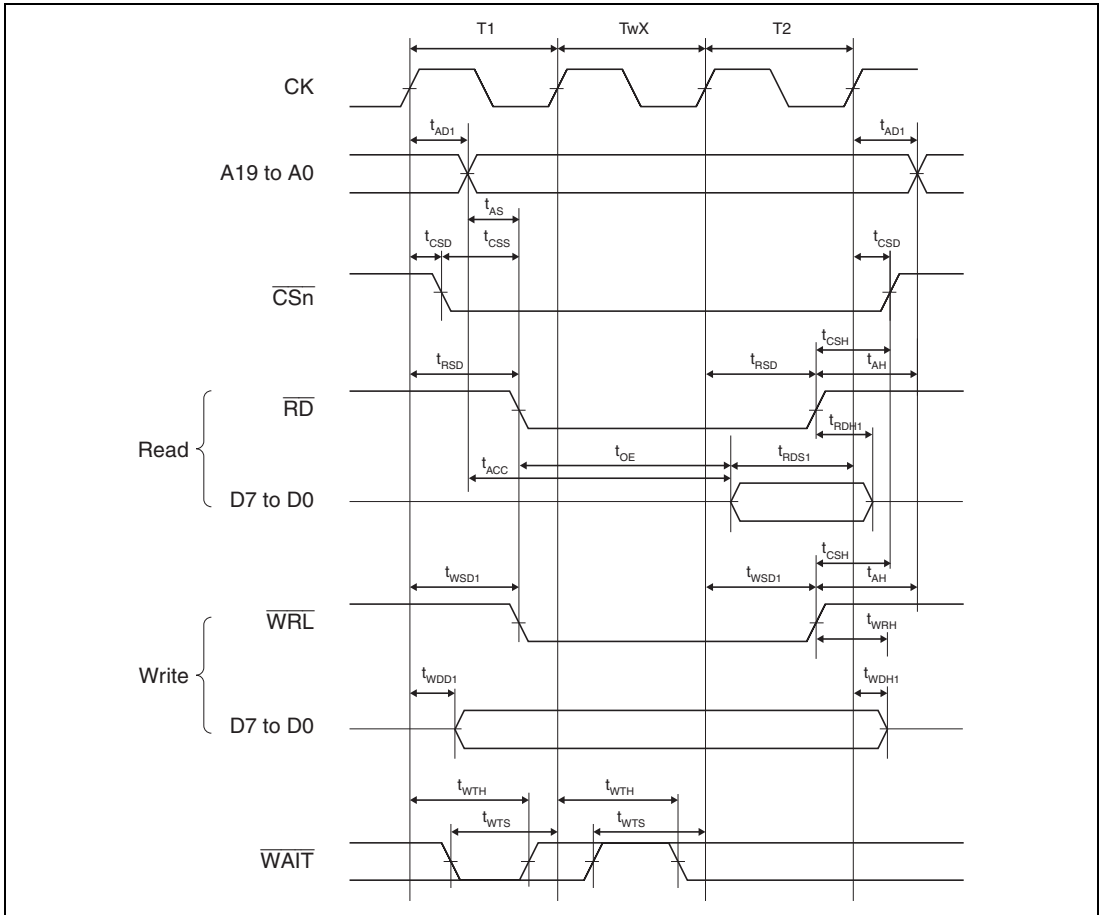 T1 TwX T2
CK
tAD1 tAD1
A19 to A0
tAS
tCSD tCSS tCSD
CSn
tCSH
tRSD tRSD tAH
RD
tRDH1
Read
tOE tRDS1
tACC
D7 to D0
tCSH
tWSD1 tWSD1 tAH
WRL
tWRH
Write
tWDD1 tWDH1
D7 to D0
tWTH tWTH
tWTS tWTS
WAIT